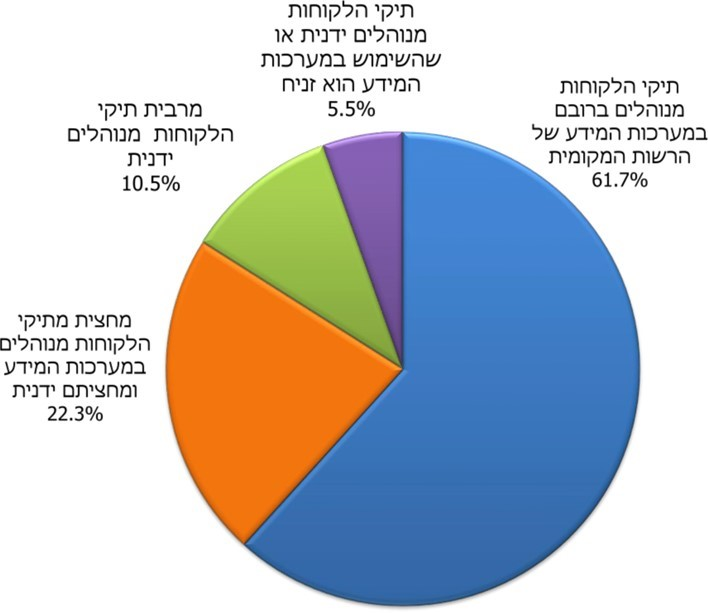 תיקי הלקוחות
מנוהלים ידנית או
שהשימוש במערכות
המידע הוא זניח
5.5%
תיקי הלקוחות
מנוהלים ברובם
במערכות המידע של
הרשות המקומית
61.7%
מרבית תיקי
הלקוחות מנוהלים
ידנית
10.5%
מחצית מתיקי
הלקוחות מנוהלים
במערכות המידע
ומחציתם ידנית
22.3%